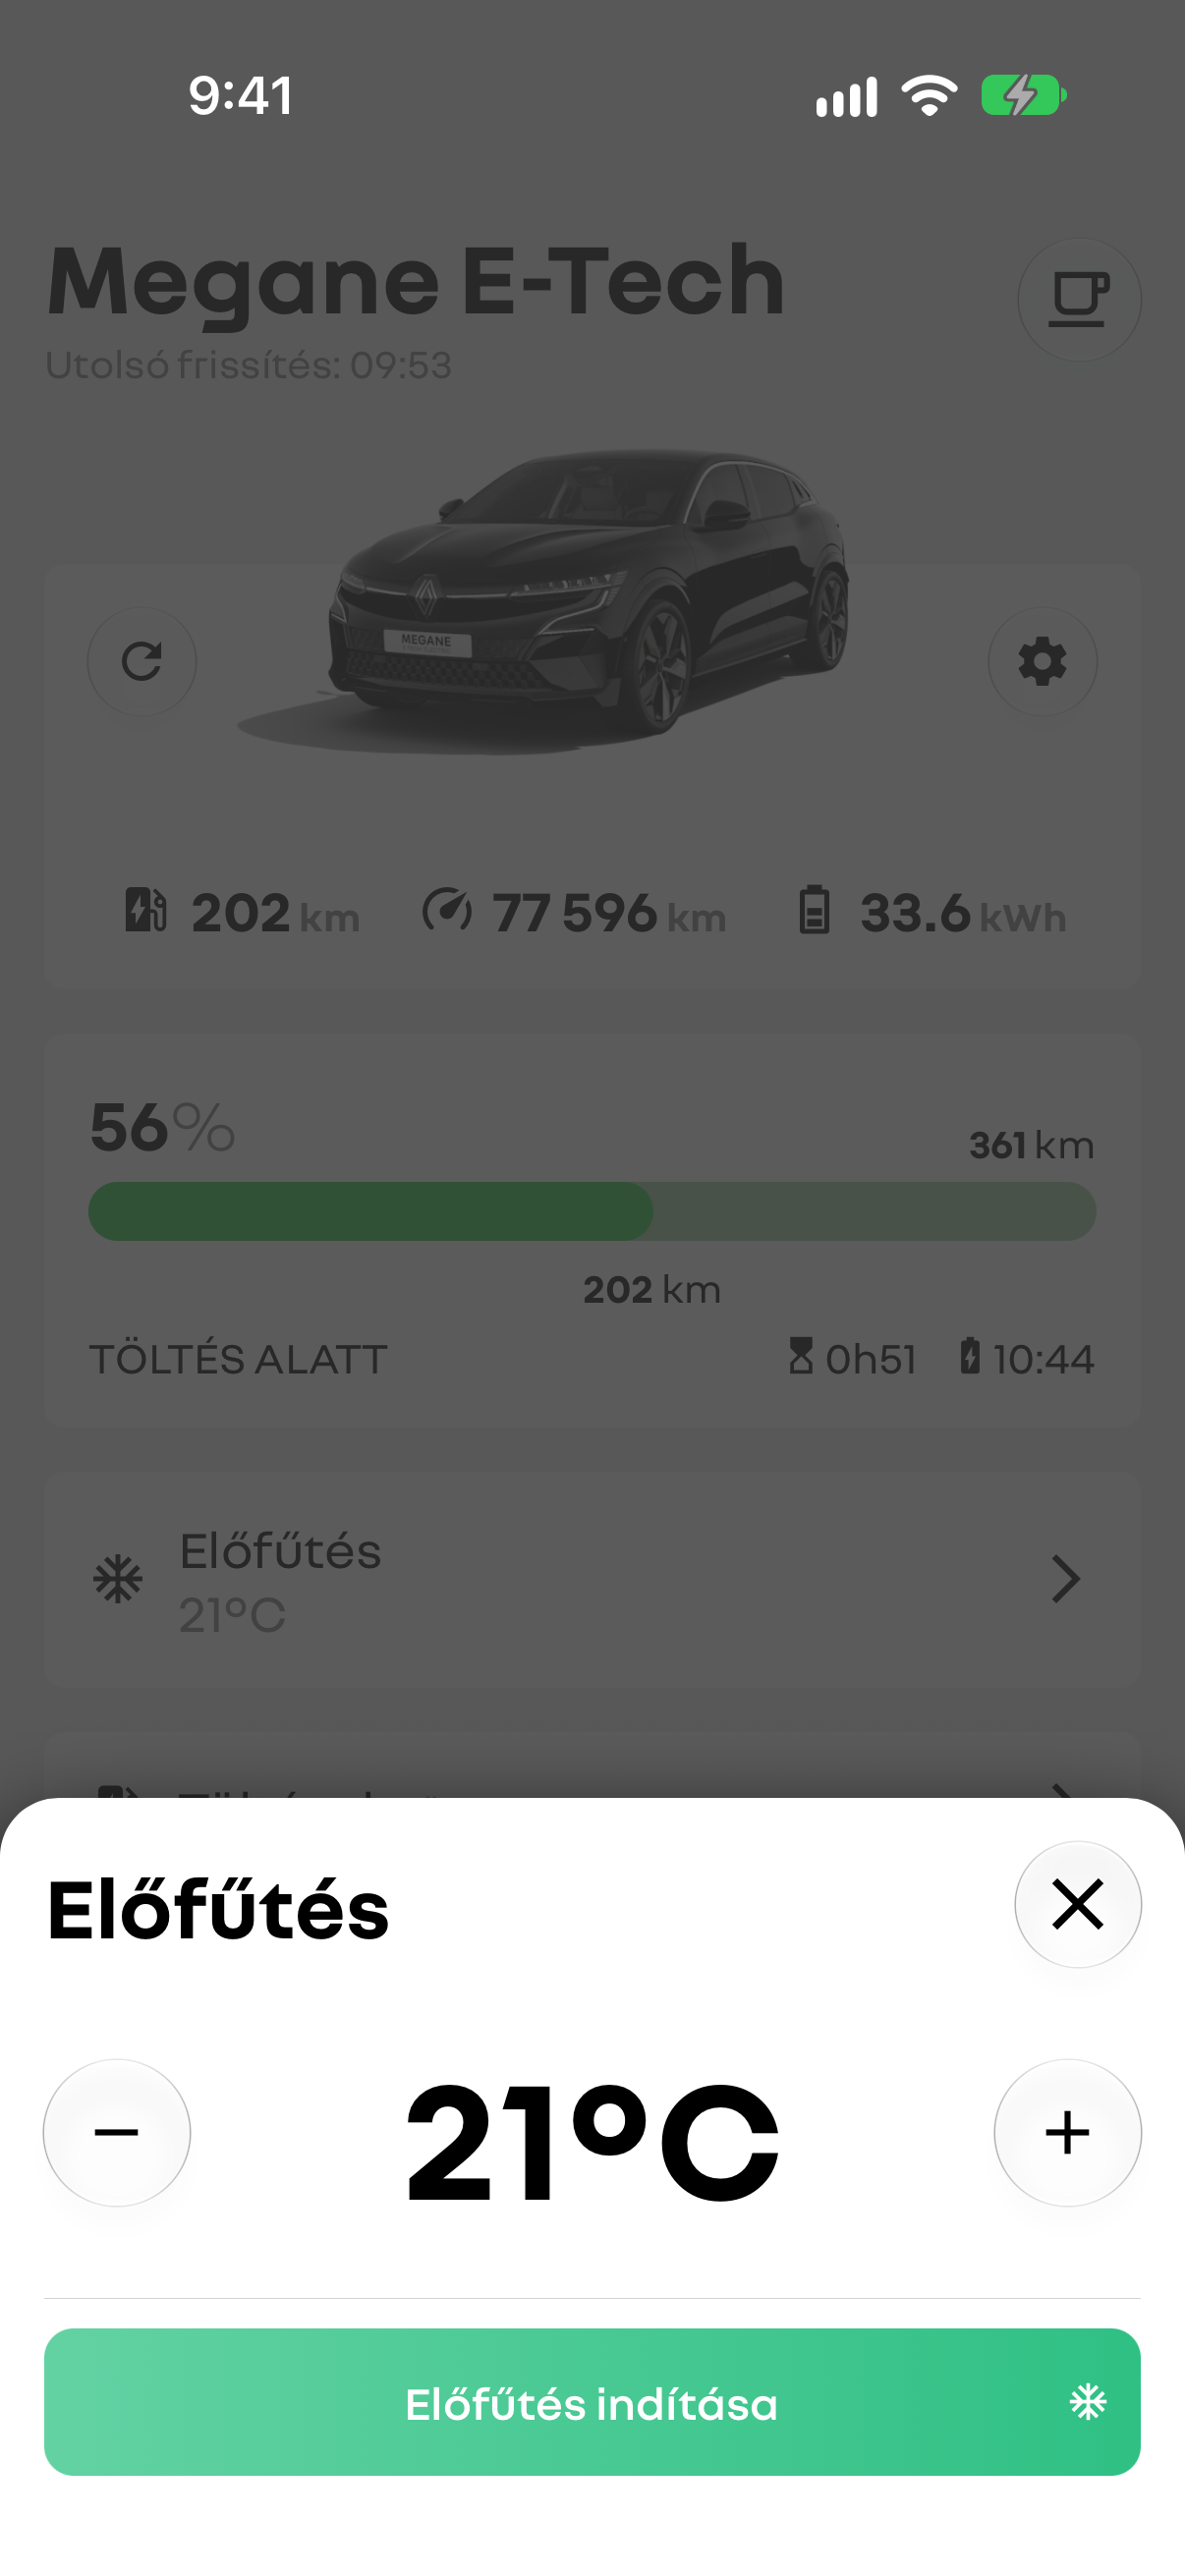 9:41
Megane E-Tech
Utolsó frissítés: 09:53
MEGANE
202 km 77 596 km 33.6 kWh
56%
361 km
202 km
TÖLTÉS ALATT 0h51 10:44
Előfűtés
21°C
Előfűtés
21°C
Előfűtés indítása